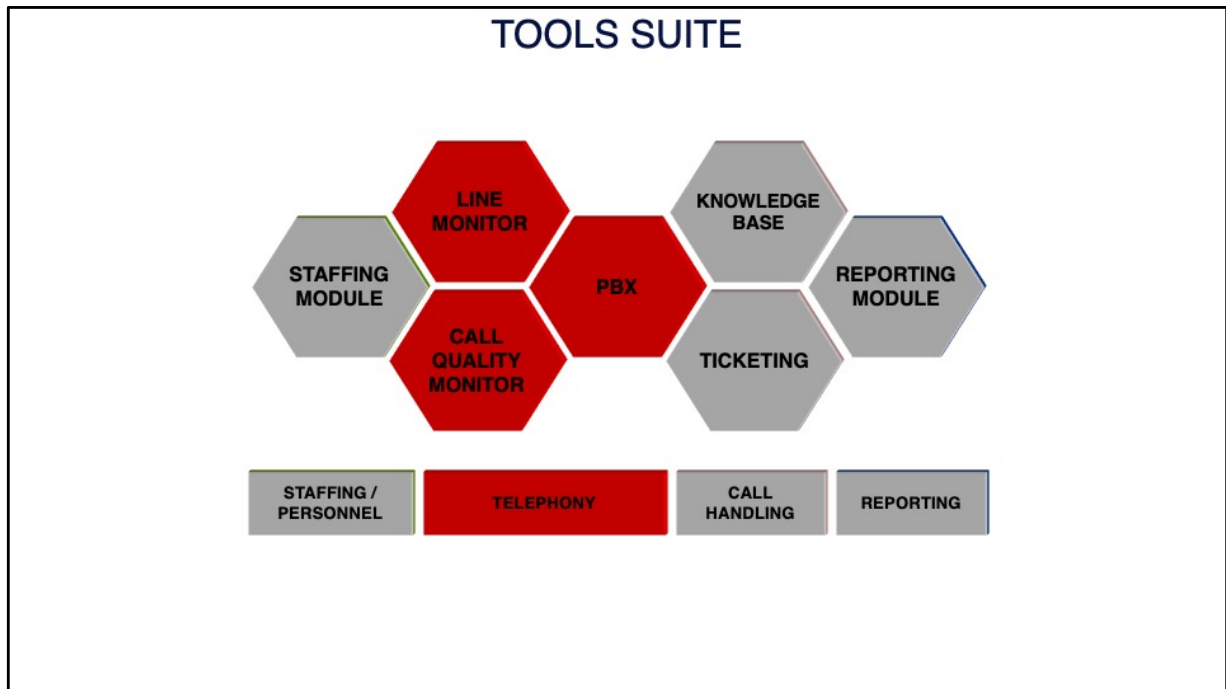 TOOLS SUITE
LINE
MONITOR
KNOWLEDGE
BASE
STAFFING
MODULE
PBX
REPORTING
MODULE
CALL
QUALITY
MONITOR
TICKETING
STAFFING /
PERSONNEL
TELEPHONY
CALL
HANDLING
REPORTING